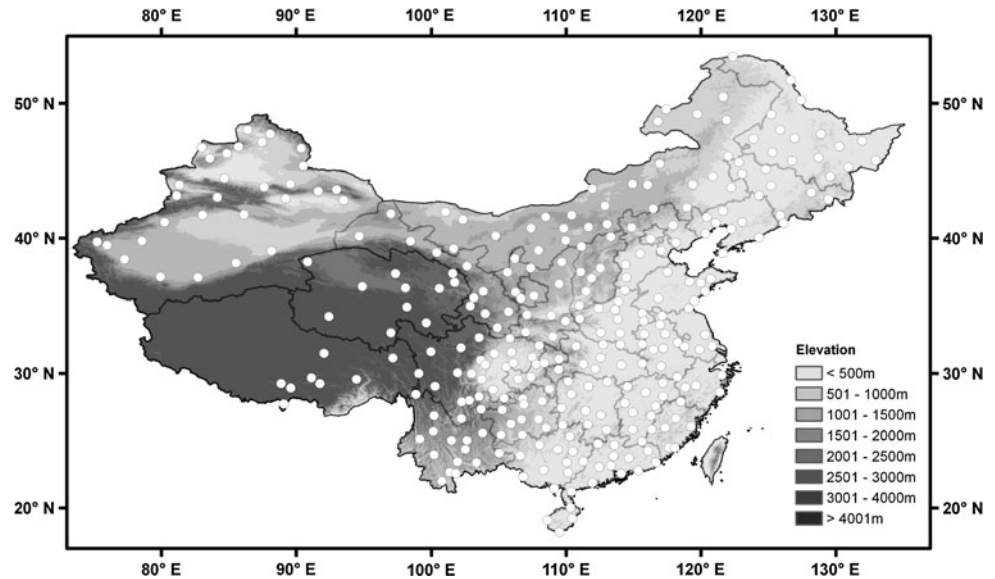 80° E 90° E 100° E 110° E 120° E 130° E
50° N 50° N
40° N 40° N
30° N 30° N
20° N 20° N
Elevation
< 500m
501 - 1000m
1001 - 1500m
1501 - 2000m
2001 - 2500m
2501 - 3000m
3001 - 4000m
> 4001m
80° E 90° E 100° E 110° E 120° E 130° E